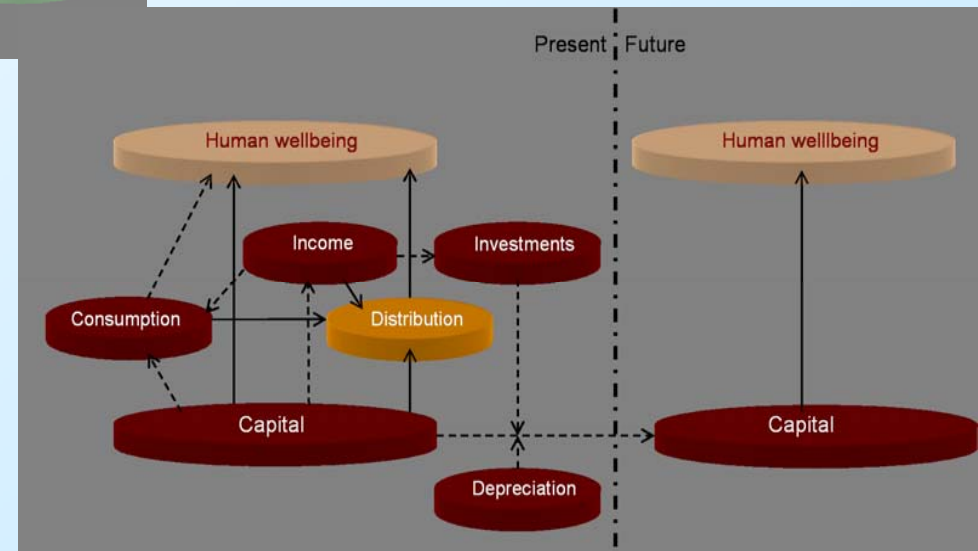 Present
Future
Human wellbeing
Human welllbeing
Income
Investments
Consumption
Distribution
Capital
Capital
Depreciation